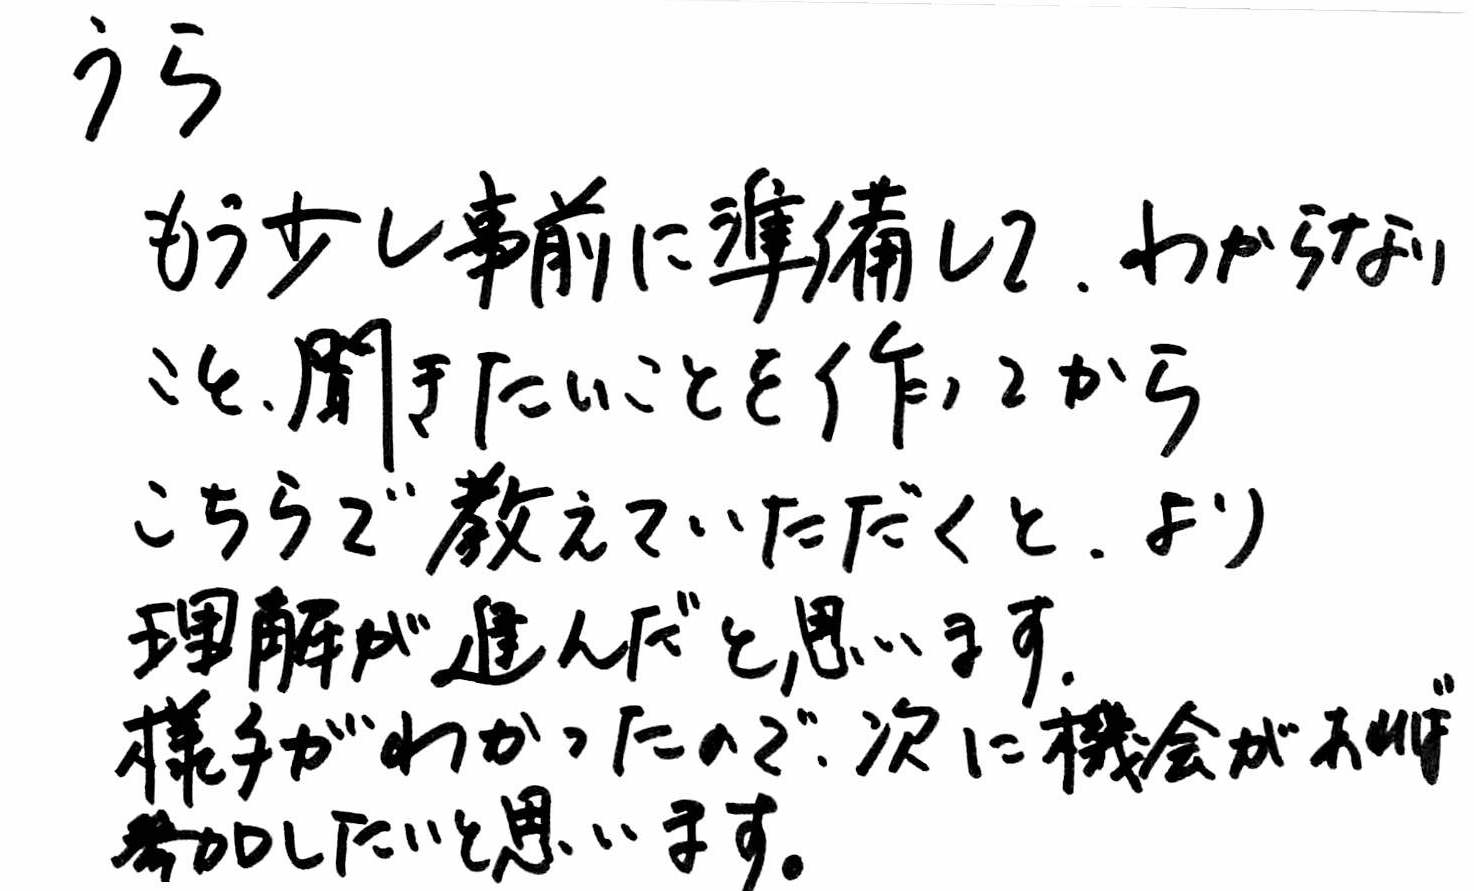 うら
もう少し事前に準備して、わからない
こと、聞きたいことを作ってから
こちらで教えていただくと、より
理解が進んだと思います。
様子がわかったので、次に機会があれば
参加したいと思います。